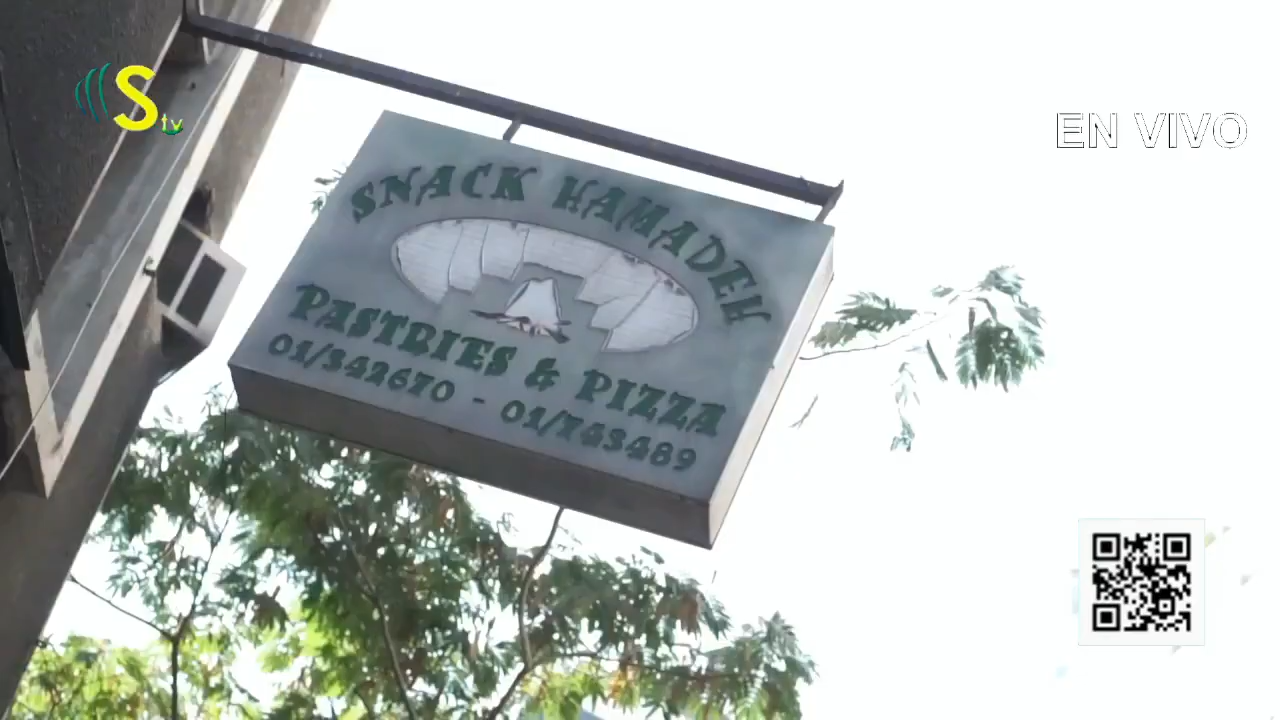 S tv
EN VIVO
SNACK HAMADEH
PASTRIES & PIZZA
01/342670 - 01/743489